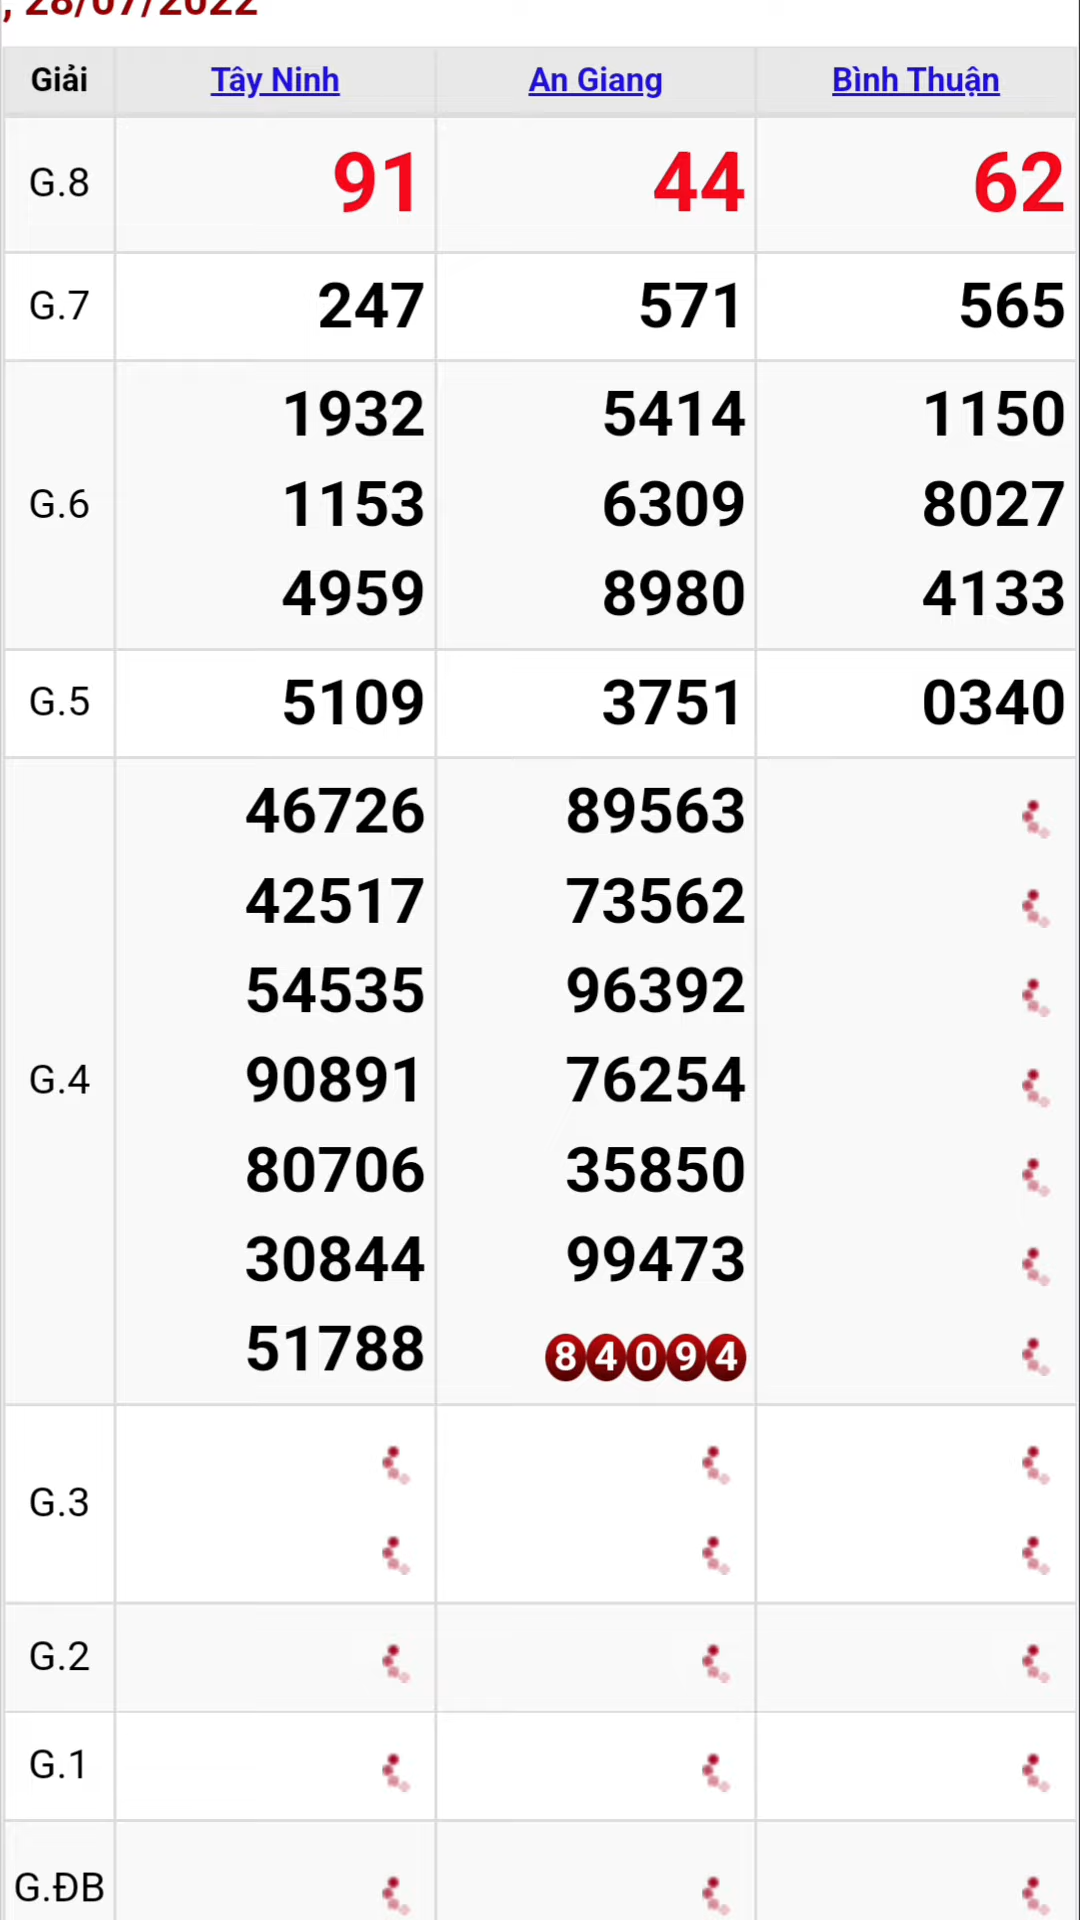 , 28/07/2022
Giải Tây Ninh An Giang Bình Thuận
G.8 91 44 62
G.7 247 571 565
1932 5414 1150
G.6 1153 6309 8027
4959 8980 4133
G.5 5109 3751 0340
46726 89563
42517 73562
54535 96392
G.4 90891 76254
80706 35850
30844 99473
51788 84094
G.3
G.2
G.1
G.ĐB